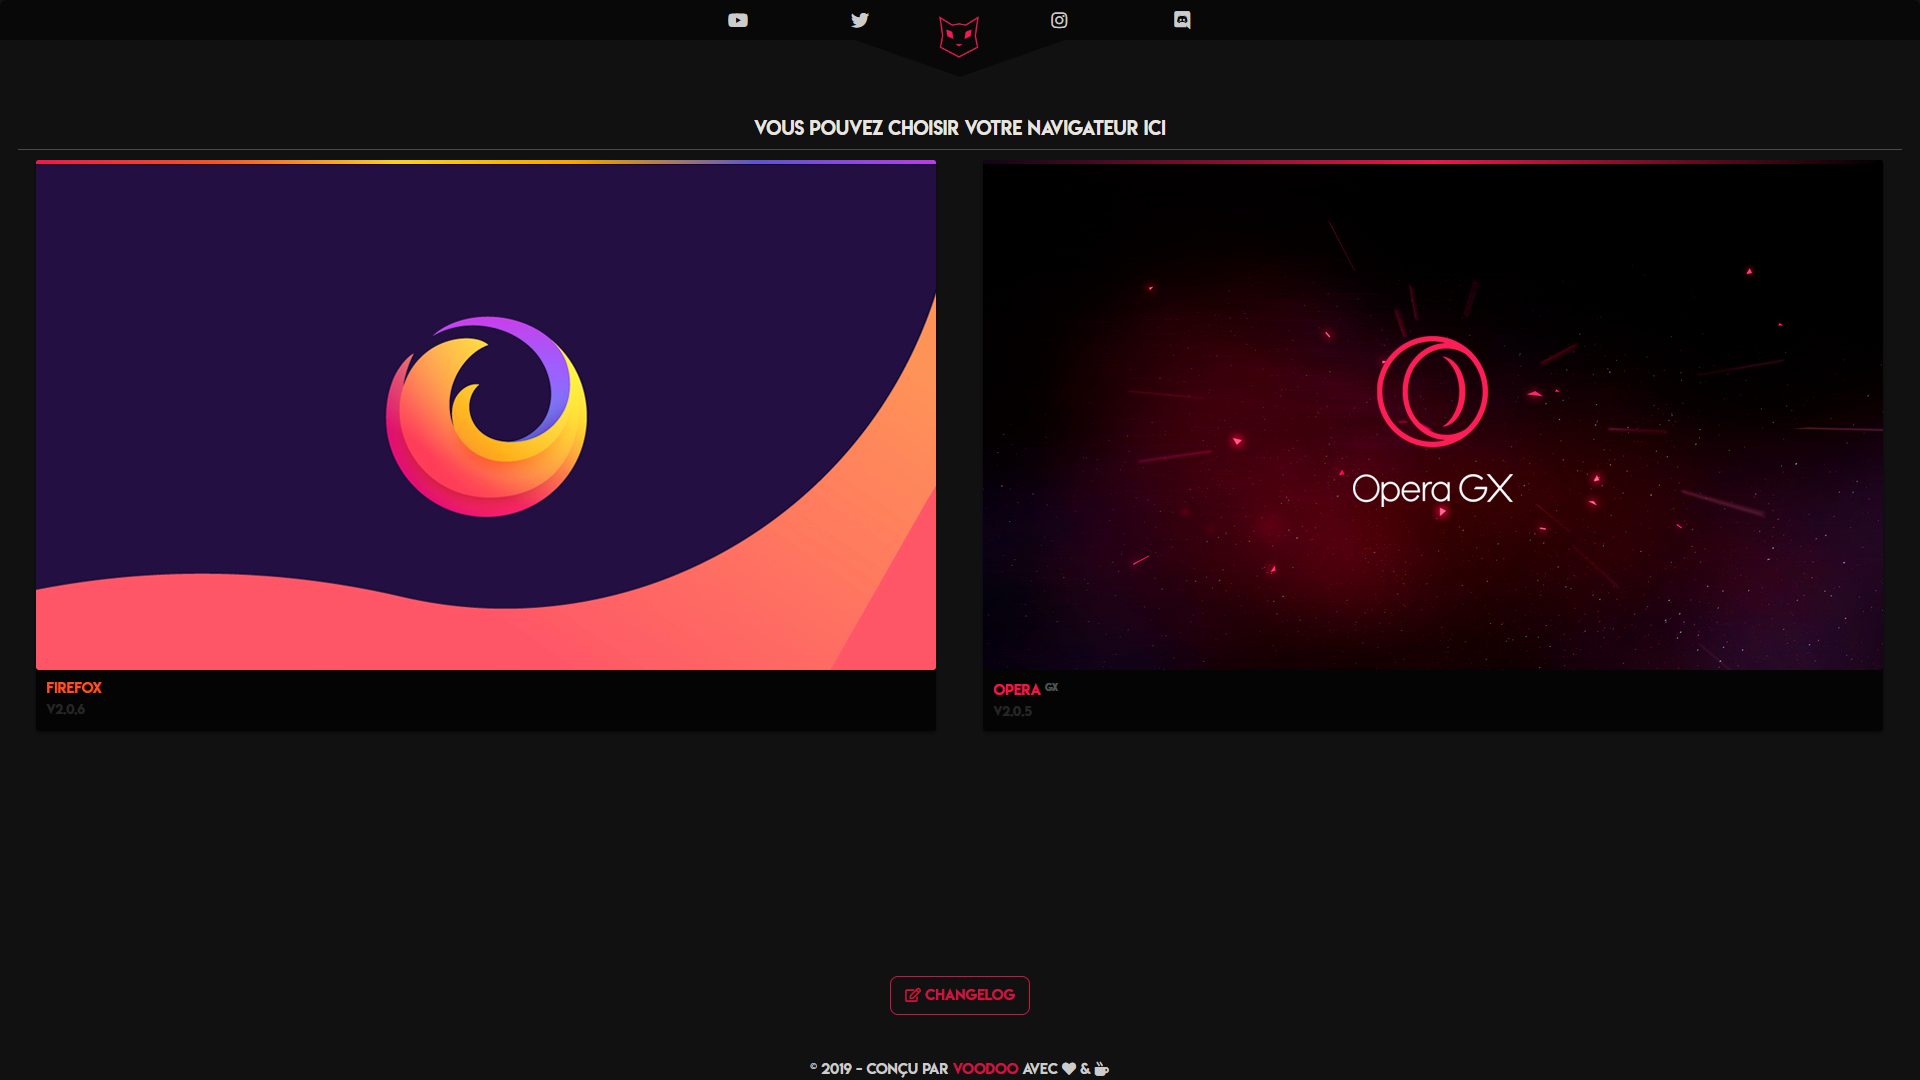 VOUS POUVEZ CHOISIR VOTRE NAVIGATEUR ICI
Opera GX
FIREFOX
V2.0.6
OPERA GX
V2.0.5
CHANGELOG
© 2019 - CONÇU PAR VOODOO AVEC ♥ & ☕